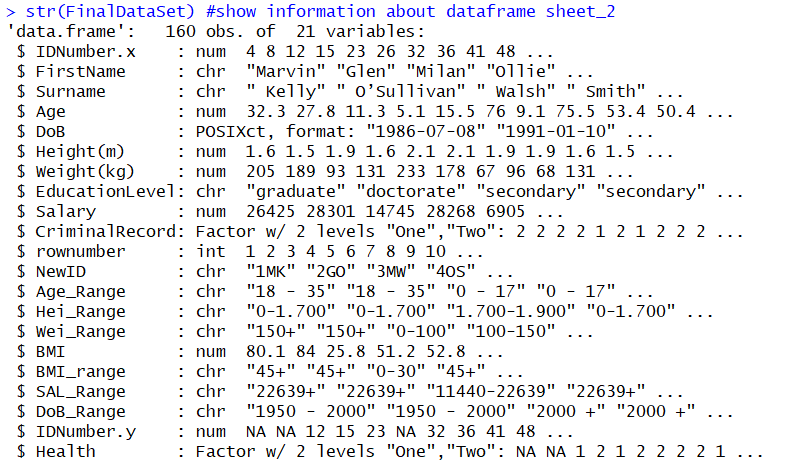 > str(FinalDataSet) #show information about dataframe sheet_2
'data.frame':   160 obs. of  21 variables:
 $ IDNumber.x    : num  4 8 12 15 23 26 32 36 41 48 ...
 $ FirstName     : chr  "Marvin" "Glen" "Milan" "Ollie" ...
 $ Surname       : chr  " Kelly" " O’Sullivan" " Walsh" " Smith" ...
 $ Age           : num  32.3 27.8 11.3 5.1 15.5 76 9.1 75.5 53.4 50.4 ...
 $ DoB           : POSIXct, format: "1986-07-08" "1991-01-10" ...
 $ Height(m)     : num  1.6 1.5 1.9 1.6 2.1 2.1 1.9 1.9 1.6 1.5 ...
 $ Weight(kg)    : num  205 189 93 131 233 178 67 96 68 131 ...
 $ EducationLevel: chr  "graduate" "doctorate" "secondary" "secondary" ...
 $ Salary        : num  26425 28301 14745 28268 6905 ...
 $ CriminalRecord: Factor w/ 2 levels "One","Two": 2 2 2 2 1 2 1 2 2 2 ...
 $ rownumber     : int  1 2 3 4 5 6 7 8 9 10 ...
 $ NewID         : chr  "1MK" "2GO" "3MW" "4OS" ...
 $ Age_Range     : chr  "18 - 35" "18 - 35" "0 - 17" "0 - 17" ...
 $ Hei_Range     : chr  "0-1.700" "0-1.700" "1.700-1.900" "0-1.700" ...
 $ Wei_Range     : chr  "150+" "150+" "0-100" "100-150" ...
 $ BMI           : num  80.1 84 25.8 51.2 52.8 ...
 $ BMI_range     : chr  "45+" "45+" "0-30" "45+" ...
 $ SAL_Range     : chr  "22639+" "22639+" "11440-22639" "22639+" ...
 $ DoB_Range     : chr  "1950 - 2000" "1950 - 2000" "2000 +" "2000 +" ...
 $ IDNumber.y    : num  NA NA 12 15 23 NA 32 36 41 48 ...
 $ Health        : Factor w/ 2 levels "One","Two": NA NA 1 2 1 2 2 2 2 1 ...